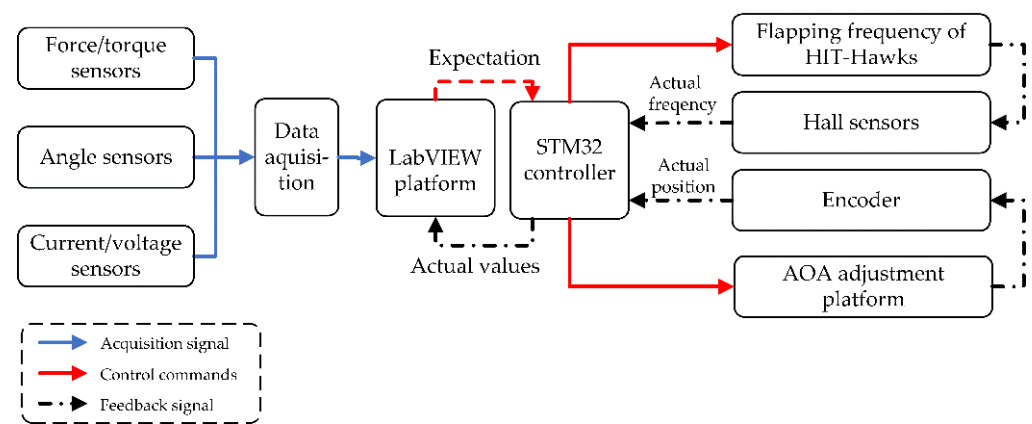 Force/torque
sensors
Angle sensors
Current/voltage
sensors
Data
aquisi-
tion
Expectation
LabVIEW
platform
Actual values
STM32
controller
Actual
freqency
Actual
position
Flapping frequency of
HIT-Hawks
Hall sensors
Encoder
AOA adjustment
platform
Acquisition signal
Control commands
Feedback signal